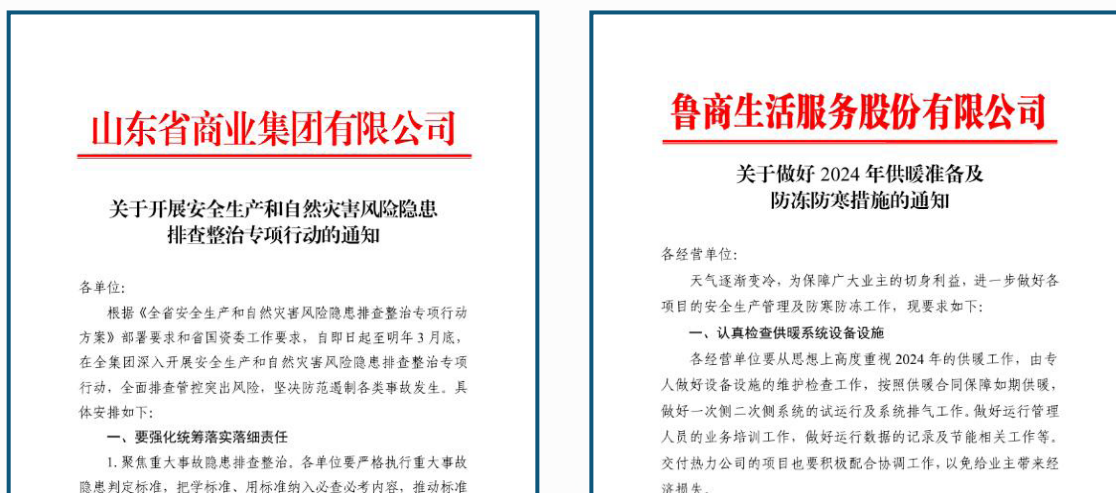 山东省商业集团有限公司
关于开展安全生产和自然灾害风险隐患
排查整治专项行动的通知
各单位：
根据《全省安全生产和自然灾害风险隐患排查整治专项行动
方案》部署要求和省国资委工作要求，自即日起至明年3月底，
在全集团深入开展安全生产和自然灾害风险隐患排查整治专项
行动，全面排查管控突出风险，坚决防范遏制各类事故发生。具
体安排如下：
一、要强化统筹落实落细责任
1.聚焦重大事故隐患排查整治。各单位要严格执行重大事故
隐患判定标准，把学标准、用标准纳入必查必考内容，推动标准
鲁商生活服务股份有限公司
关于做好2024年供暖准备及
防冻防寒措施的通知
各经营单位：
天气逐渐变冷，为保障广大业主的切身利益，进一步做好各
项目的安全生产管理及防寒防冻工作，现要求如下：
一、认真检查供暖系统设备设施
各经营单位要从思想上高度重视2024年的供暖工作，由专
人做好设备设施的维护检查工作，按照供暖合同保障如期供暖，
做好一次侧二次侧系统的试运行及系统排气工作。做好运行管理
人员的业务培训工作，做好运行数据的记录及节能相关工作等。
交付热力公司的项目也要积极配合协调工作，以免给业主带来经
济损失。